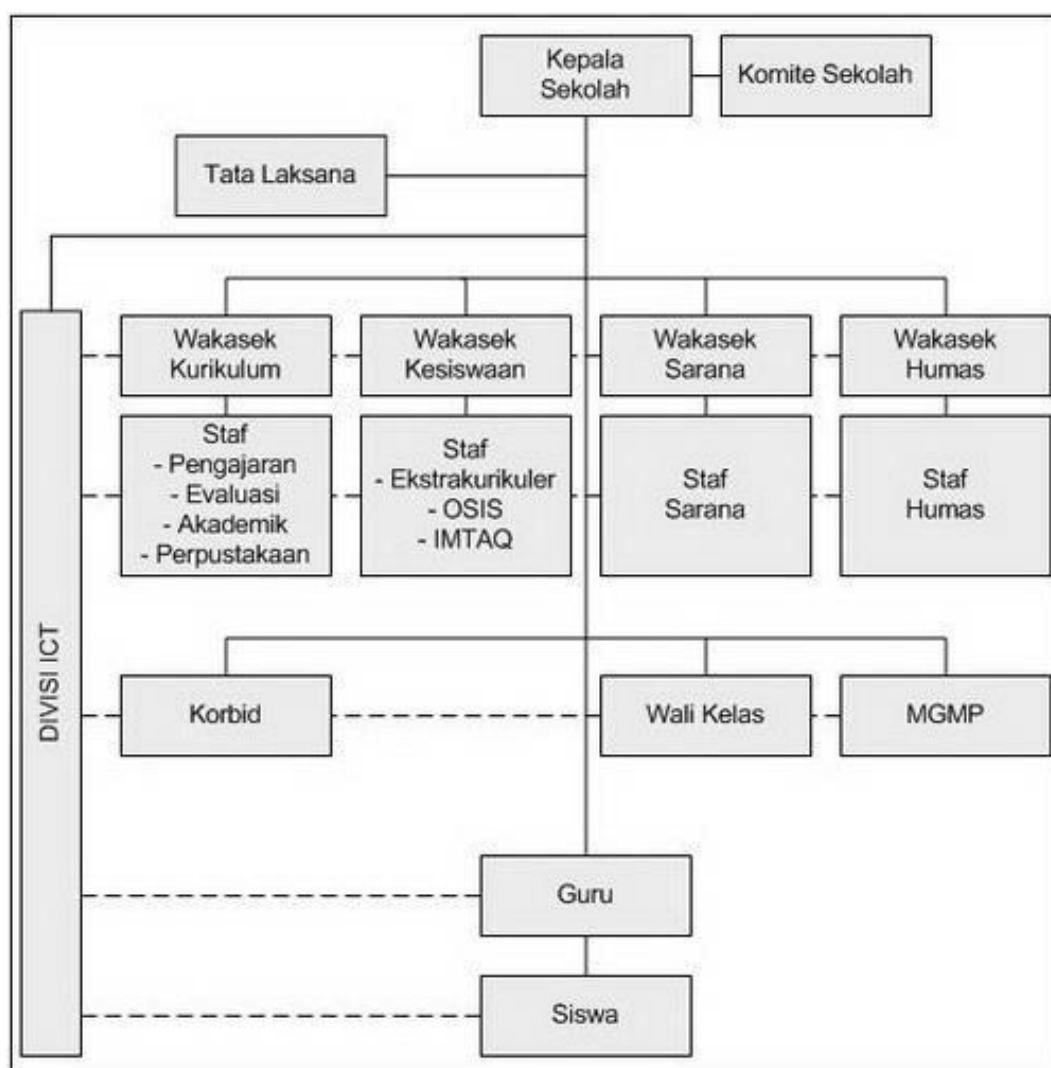 Kepala
Sekolah
Komite Sekolah
Tata Laksana
DIVISI ICT
Wakasek
Kurikulum
Wakasek
Kesiswaan
Wakasek
Sarana
Wakasek
Humas
Staf
- Pengajaran
- Evaluasi
- Akademik
- Perpustakaan
Staf
- Ekstrakurikuler
- OSIS
- IMTAQ
Staf
Sarana
Staf
Humas
Korbid
Wali Kelas
MGMP
Guru
Siswa